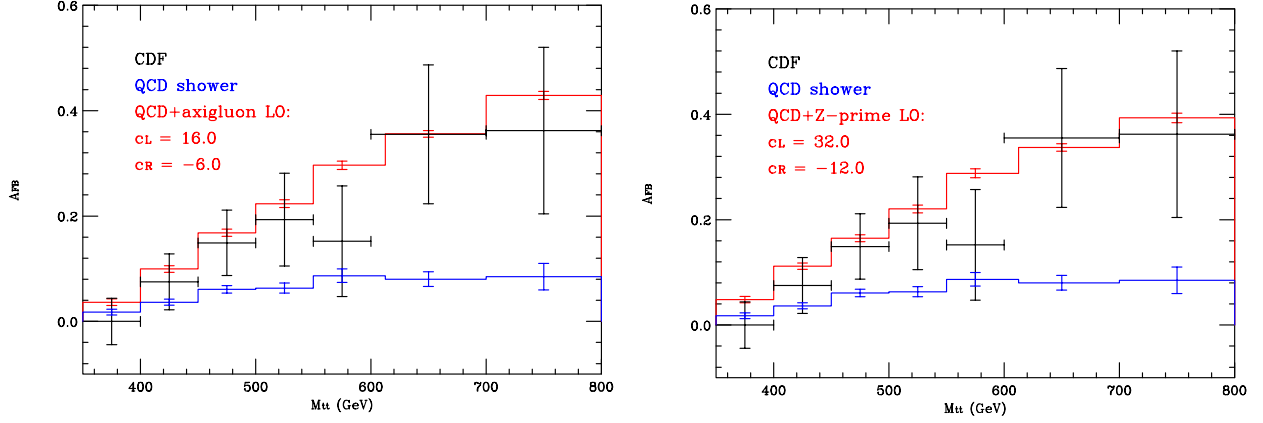 0.6
CDF
QCD shower
QCD+axigluon LO:
CL = 16.0
CR = −6.0
0.4
0.2
0.0
AFB
400
500
600
700
800
Mtt (GeV)
0.6
CDF
QCD shower
QCD+Z−prime LO:
CL = 32.0
CR = −12.0
0.4
0.2
0.0
AFB
400
500
600
700
800
Mtt (GeV)